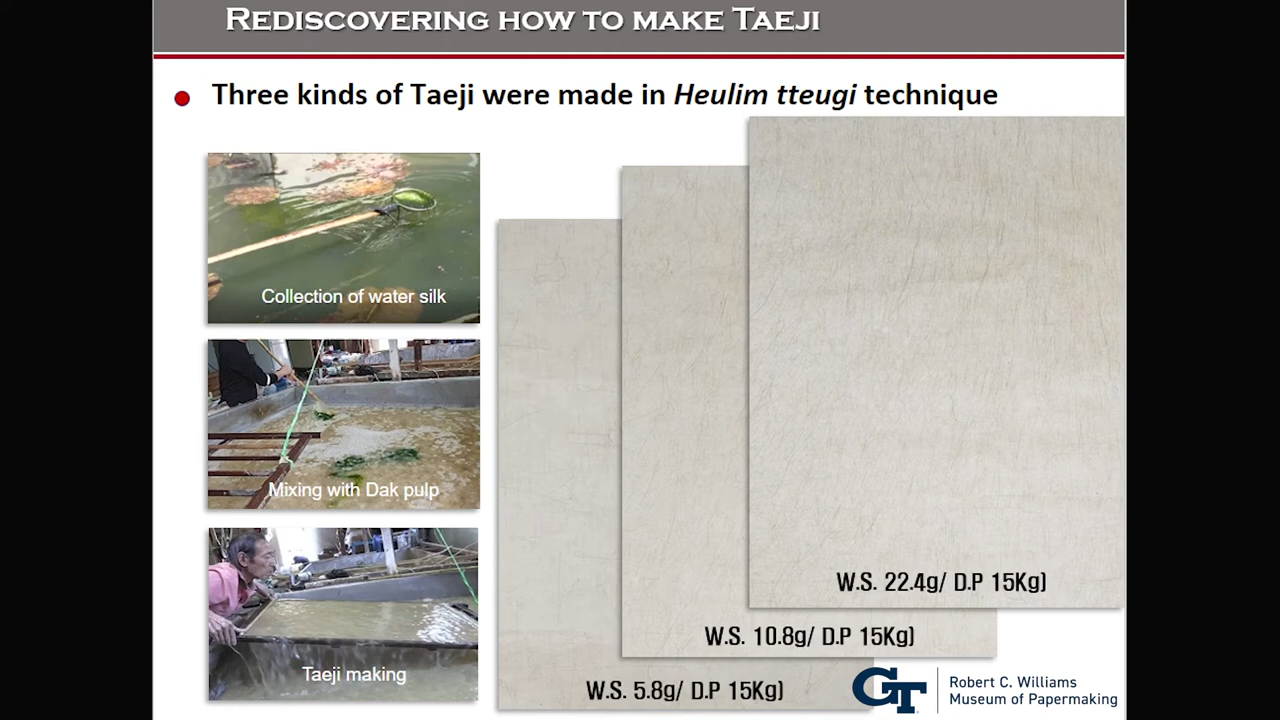 REDISCOVERING HOW TO MAKE TAEJI
Three kinds of Taeji were made in Heulim tteugi technique
Collection of water silk
Mixing with Dak pulp
Taeji making
W.S. 22.4g/ D.P 15Kg)
W.S. 10.8g/ D.P 15Kg)
W.S. 5.8g/ D.P 15Kg)
GT
Robert C. Williams
Museum of Papermaking